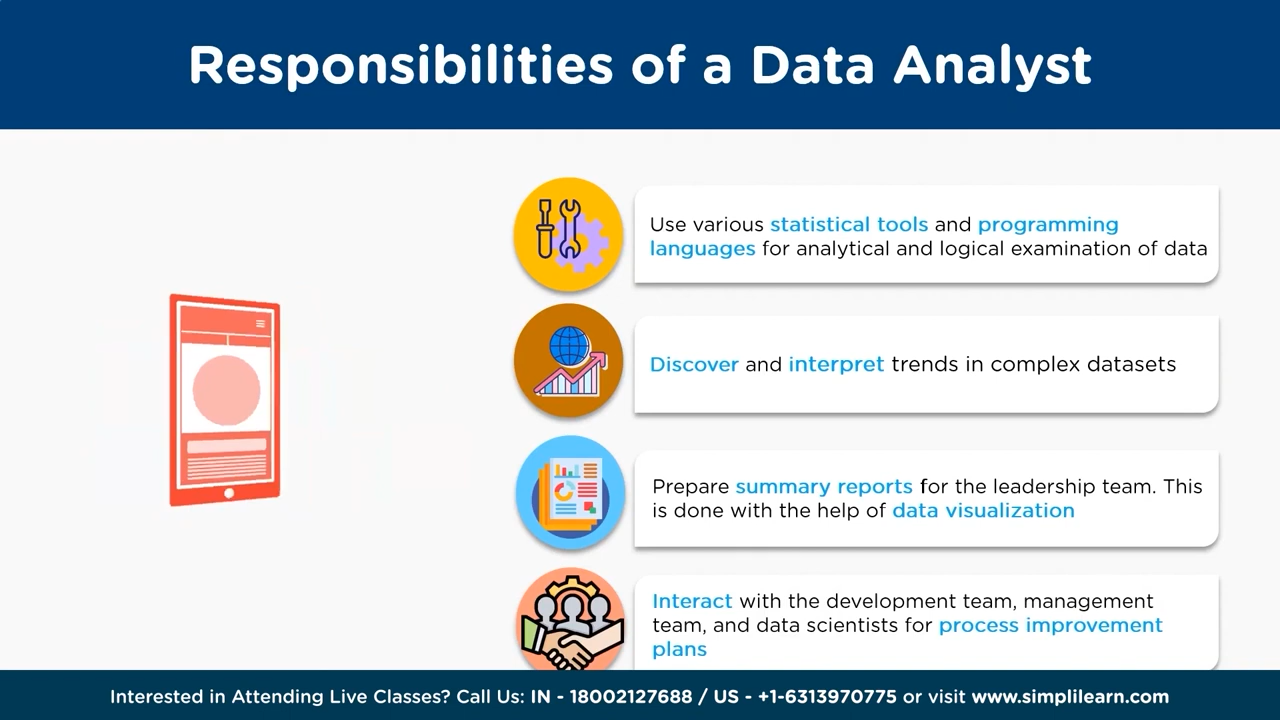 Responsibilities of a Data Analyst
Use various statistical tools and programming
languages for analytical and logical examination of data
Discover and interpret trends in complex datasets
Prepare summary reports for the leadership team. This
is done with the help of data visualization
Interact with the development team, management
team, and data scientists for process improvement
plans
Interested in Attending Live Classes? Call Us: IN - 18002127688 / US - +1-6313970775 or visit www.simplilearn.com